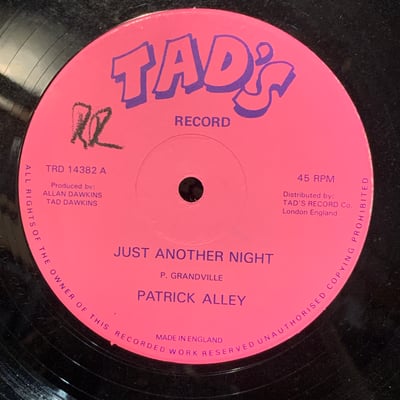 TAD'S
RECORD
RR
TRD 14382 A
Produced by:
ALLAN DAWKINS
TAD DAWKINS
45 RPM
Distributed by:
TAD'S RECORD Co.
London England
JUST ANOTHER NIGHT
P. GRANDVILLE
PATRICK ALLEY
MADE IN ENGLAND
ALL RIGHTS OF THE OWNER OF THIS RECORDED WORK RESERVED UNAUTHORISED COPYING PROHIBITED